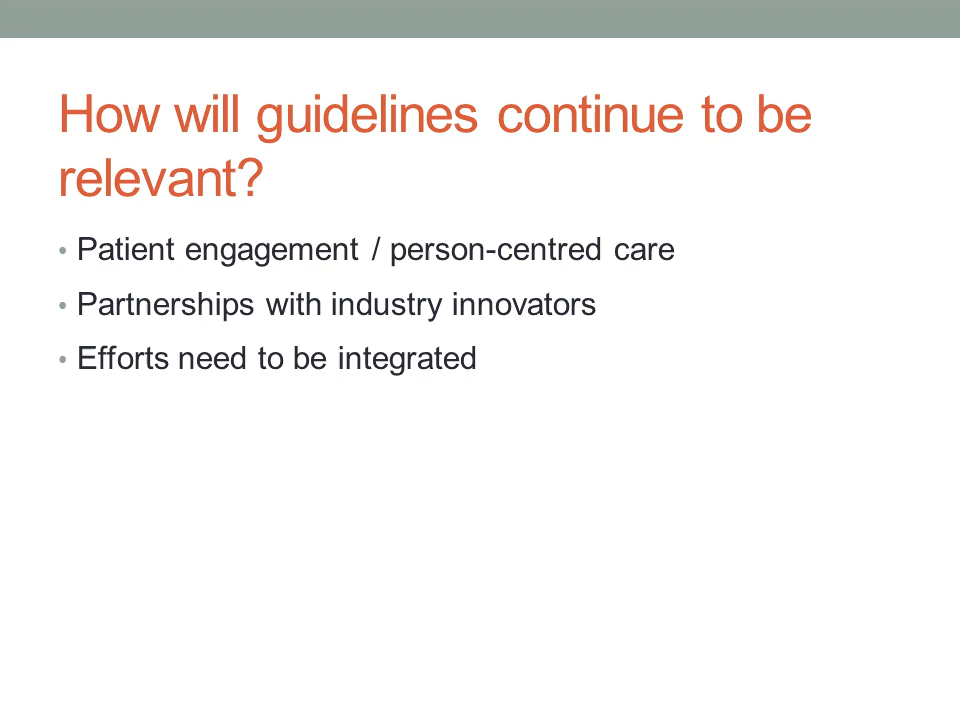 How will guidelines continue to be
relevant?
• Patient engagement / person-centred care
• Partnerships with industry innovators
• Efforts need to be integrated